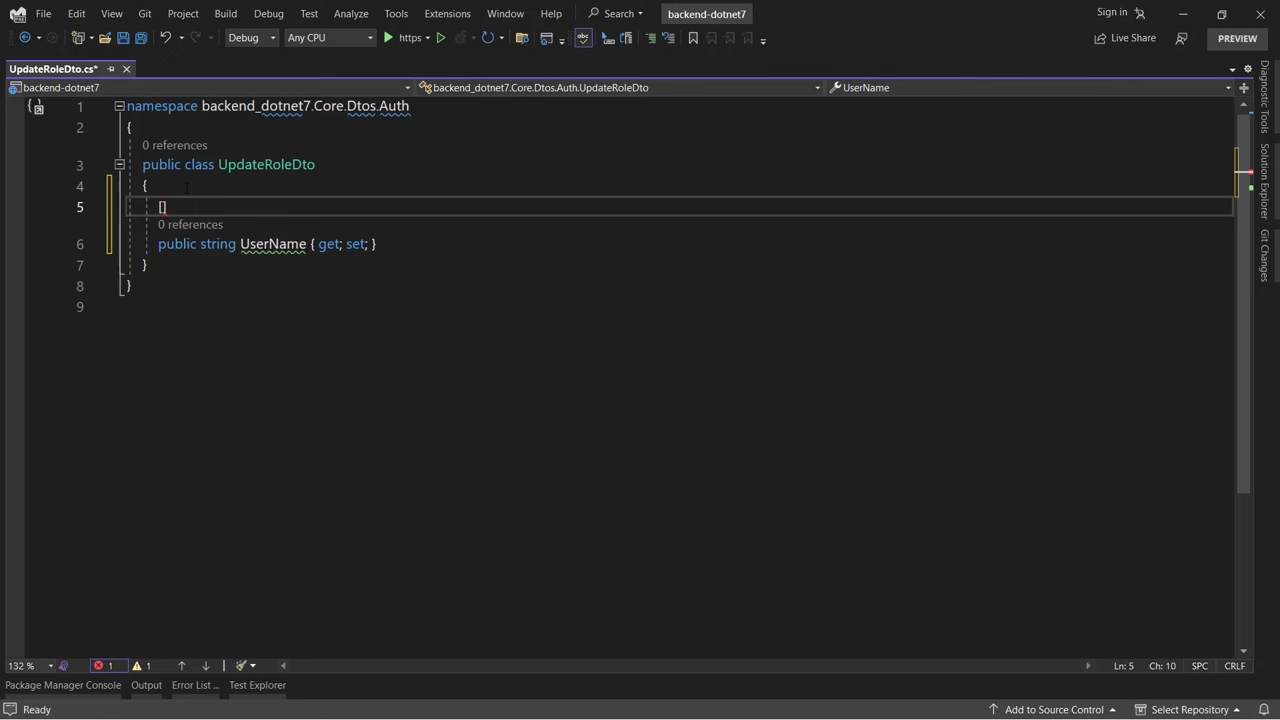 File Edit View Git Project Build Debug Test Analyze Tools Extensions Window Help Search backend-dotnet7 Sign in
Debug Any CPU https abc Live Share PREVIEW
UpdateRoleDto.cs*
backend-dotnet7 backend_dotnet7.Core.Dtos.Auth.UpdateRoleDto UserName
1 namespace backend_dotnet7.Core.Dtos.Auth
2 {
0 references
3 public class UpdateRoleDto
4 {
5 []
0 references
6 public string UserName { get; set; }
7 }
8 }
9
Diagnostic Tools
Solution Explorer
Git Changes
132 % 1 1 Ln: 5 Ch: 10 SPC CRLF
Package Manager Console Output Error List ... Test Explorer
Ready Add to Source Control Select Repository